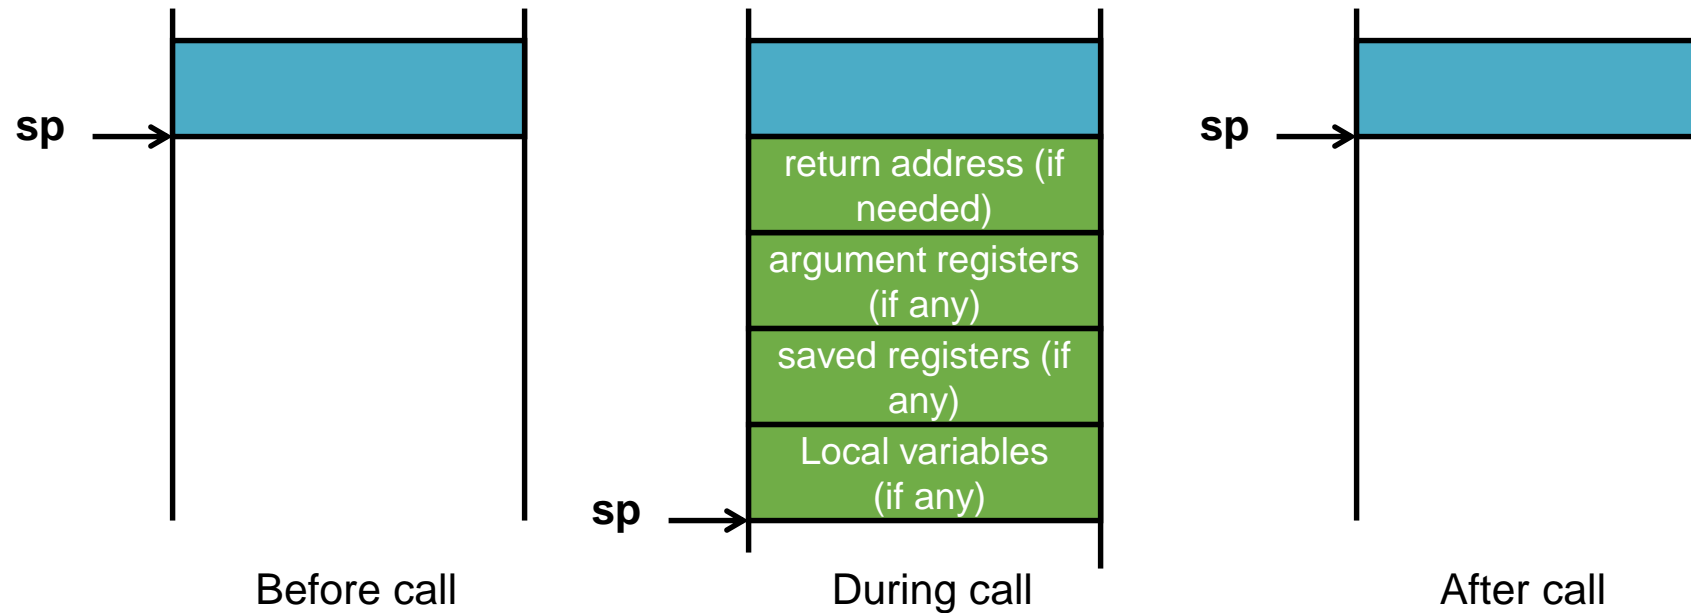 sp
Before call
return address (if
needed)
argument registers
(if any)
saved registers (if
any)
Local variables
(if any)
sp
During call
sp
After call